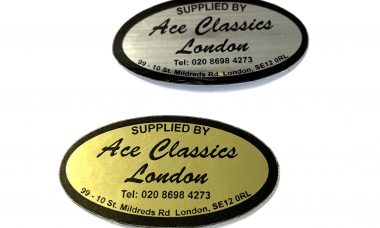 SUPPLIED BY
Ace Classics
London
Tel: 020 8698 4273
99 - 10 St. Mildreds Rd London, SE12 0RL
SUPPLIED BY
Ace Classics
London
Tel: 020 8698 4273
99 - 10 St. Mildreds Rd London, SE12 0RL